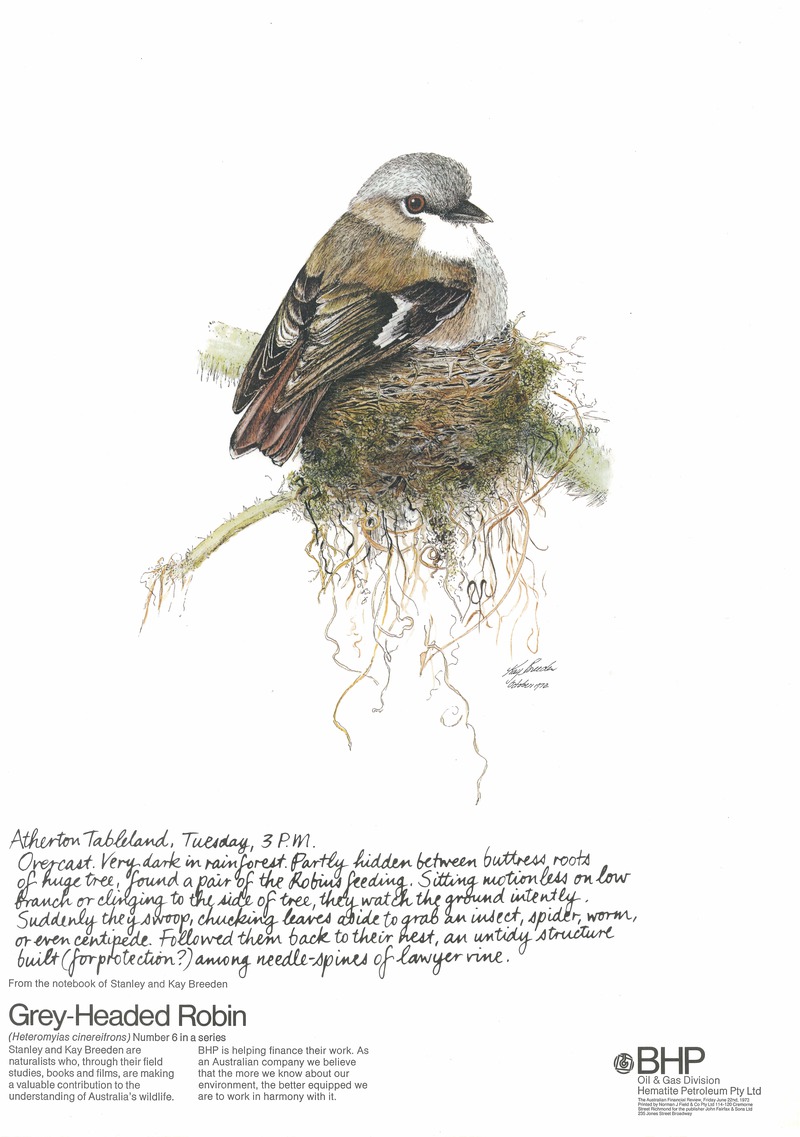 Kay Breeden
October 1972
Atherton Tableland, Tuesday, 3 P.M.
Overcast. Very dark in rainforest. Partly hidden between buttress roots
of huge tree, found a pair of the Robins feeding. Sitting motionless on low
branch or clinging to the side of tree, they watch the ground intently.
Suddenly they swoop, chucking leaves aside to grab an insect, spider, worm,
or even centipede. Followed them back to their nest, an untidy structure
built (for protection?) among needle-spines of lawyer vine.
From the notebook of Stanley and Kay Breeden
Grey-Headed Robin
(Heteromyias cinereifrons) Number 6 in a series
Stanley and Kay Breeden are
naturalists who, through their field
studies, books and films, are making
a valuable contribution to the
understanding of Australia's wildlife.
BHP is helping finance their work. As
an Australian company we believe
that the more we know about our
environment, the better equipped we
are to work in harmony with it.
BHP
Oil & Gas Division
Hematite Petroleum Pty Ltd
The Australian Financial Review, Friday June 22nd, 1973
Printed by Norman J Field & Co Pty Ltd 114-120 Cremorne
Street Richmond for the publisher John Fairfax & Sons Ltd
235 Jones Street Broadway